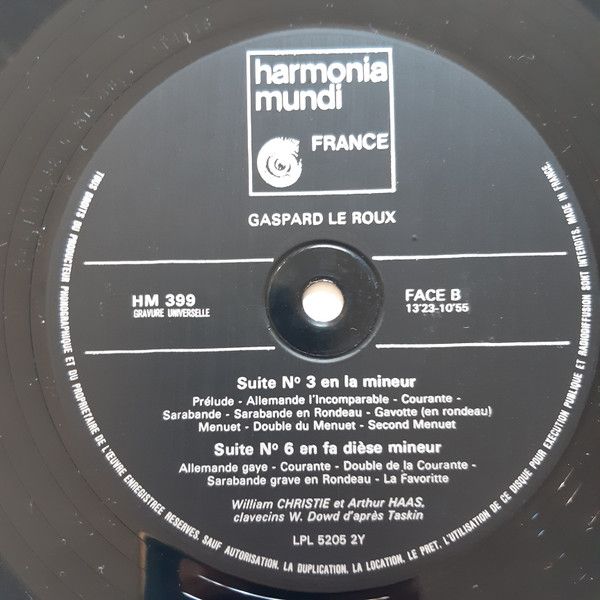 harmonia
mundi
FRANCE
GASPARD LE ROUX
HM 399
GRAVURE UNIVERSELLE
FACE B
13'23-10'55
Suite Nº 3 en la mineur
Prélude - Allemande l'Incomparable - Courante -
Sarabande - Sarabande en Rondeau - Gavotte (en rondeau)
Menuet - Double du Menuet - Second Menuet
Suite Nº 6 en fa dièse mineur
Allemande gaye - Courante - Double de la Courante -
Sarabande grave en Rondeau - La Favoritte
William CHRISTIE et Arthur HAAS,
clavecins W. Dowd d'après Taskin
LPL 5205 2Y
TOUS DROITS DU PRODUCTEUR PHONOGRAPHIQUE ET DU PROPRIETAIRE DE L'ŒUVRE ENREGISTREE RESERVES. SAUF AUTORISATION. LA DUPLICATION. LA LOCATION. LE PRET. L'UTILISATION DE CE DISQUE POUR EXECUTION PUBLIQUE ET RADIODIFFUSION SONT INTERDITS. MADE IN FRANCE.